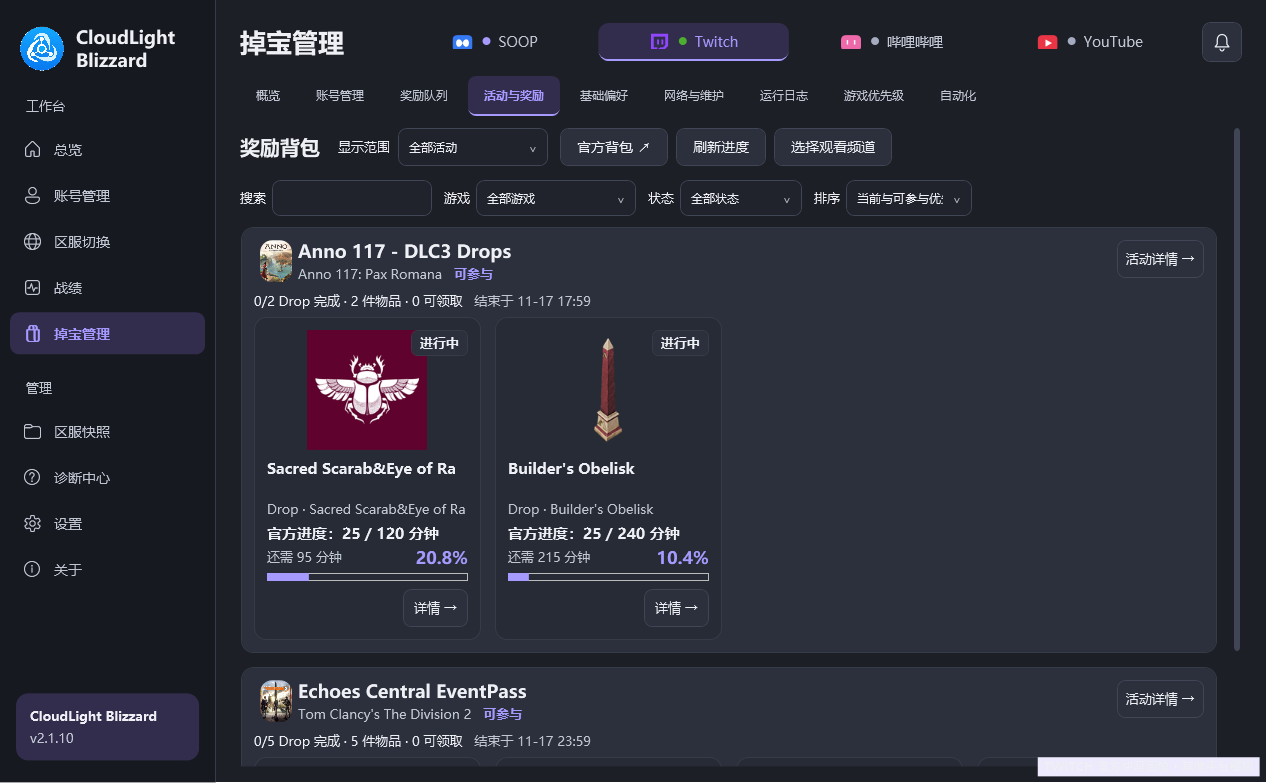 CloudLight
Blizzard
工作台
总览
账号管理
区服切换
战绩
掉宝管理
管理
区服快照
诊断中心
设置
关于
CloudLight Blizzard
v2.1.10
掉宝管理
SOOP
Twitch
哔哩哔哩
YouTube
概览 账号管理 奖励队列 活动与奖励 基础偏好 网络与维护 运行日志 游戏优先级 自动化
奖励背包 显示范围 全部活动 官方背包 ↗ 刷新进度 选择观看频道
搜索 游戏 全部游戏 状态 全部状态 排序 当前与可参与优
Anno 117 - DLC3 Drops
Anno 117: Pax Romana 可参与
活动详情 →
0/2 Drop 完成 · 2 件物品 · 0 可领取 结束于 11-17 17:59
进行中
Sacred Scarab&Eye of Ra
Drop · Sacred Scarab&Eye of Ra
官方进度：25 / 120 分钟
还需 95 分钟 20.8%
详情 →
进行中
Builder's Obelisk
Drop · Builder's Obelisk
官方进度：25 / 240 分钟
还需 215 分钟 10.4%
详情 →
Echoes Central EventPass
Tom Clancy's The Division 2 可参与
活动详情 →
0/5 Drop 完成 · 5 件物品 · 0 可领取 结束于 11-17 23:59